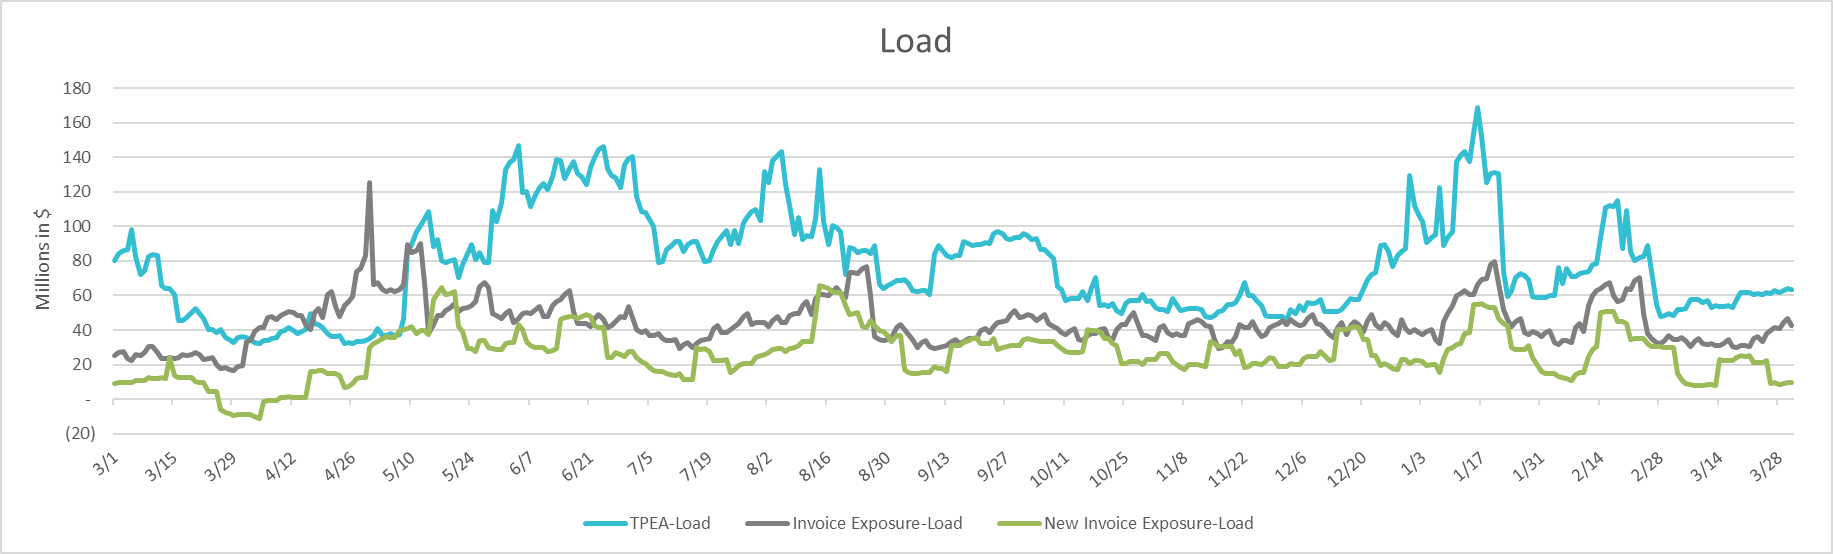 Load
Millions in $
180
160
140
120
100
80
60
40
20
-
(20)
3/1 3/15 3/29 4/12 4/26 5/10 5/24 6/7 6/21 7/5 7/19 8/2 8/16 8/30 9/13 9/27 10/11 10/25 11/8 11/22 12/6 12/20 1/3 1/17 1/31 2/14 2/28 3/14 3/28
TPEA-Load Invoice Exposure-Load New Invoice Exposure-Load